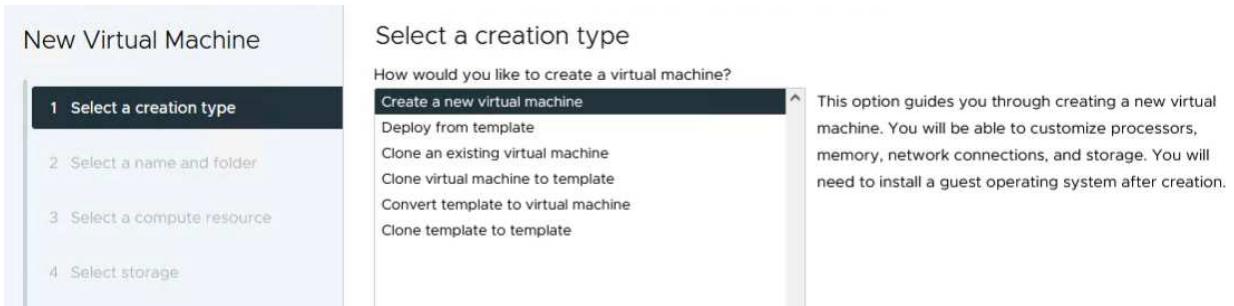 New Virtual Machine
1 Select a creation type
2 Select a name and folder
3 Select a compute resource
4 Select storage
Select a creation type
How would you like to create a virtual machine?
Create a new virtual machine
Deploy from template
Clone an existing virtual machine
Clone virtual machine to template
Convert template to virtual machine
Clone template to template
This option guides you through creating a new virtual
machine. You will be able to customize processors,
memory, network connections, and storage. You will
need to install a guest operating system after creation.